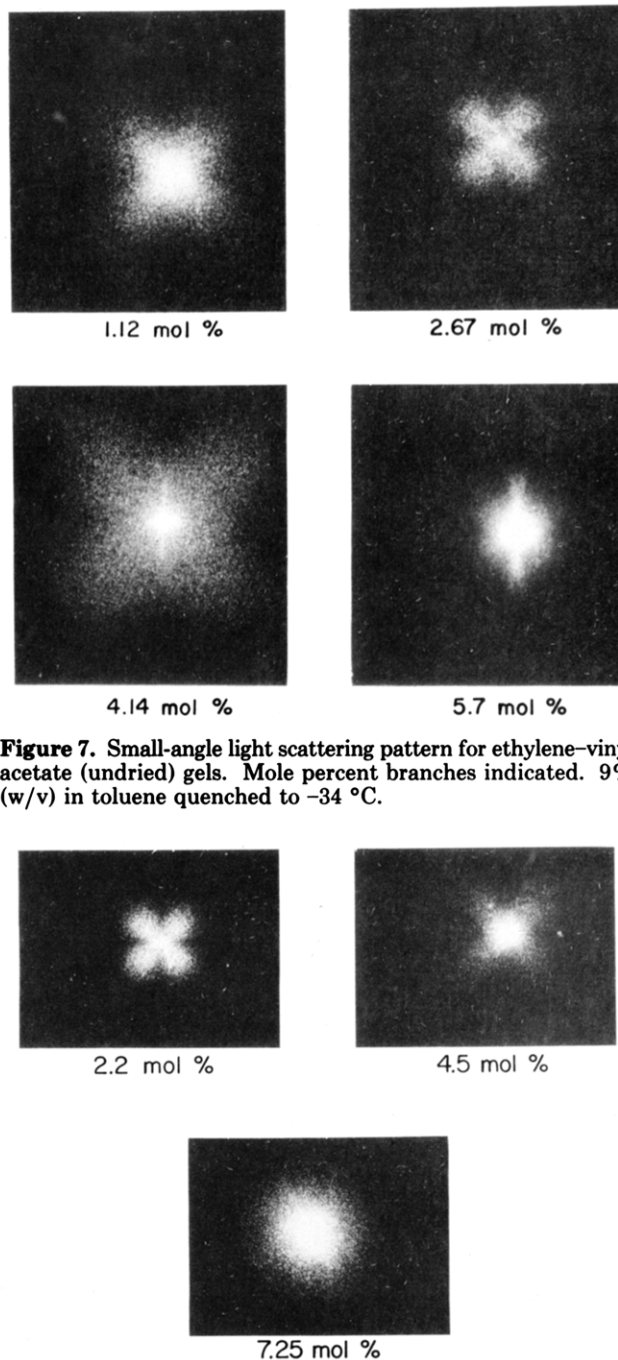 1.12 mol %
2.67 mol %
4.14 mol %
5.7 mol %
Figure 7. Small-angle light scattering pattern for ethylene–viny
acetate (undried) gels. Mole percent branches indicated. 9%
(w/v) in toluene quenched to –34 °C.
2.2 mol %
4.5 mol %
7.25 mol %